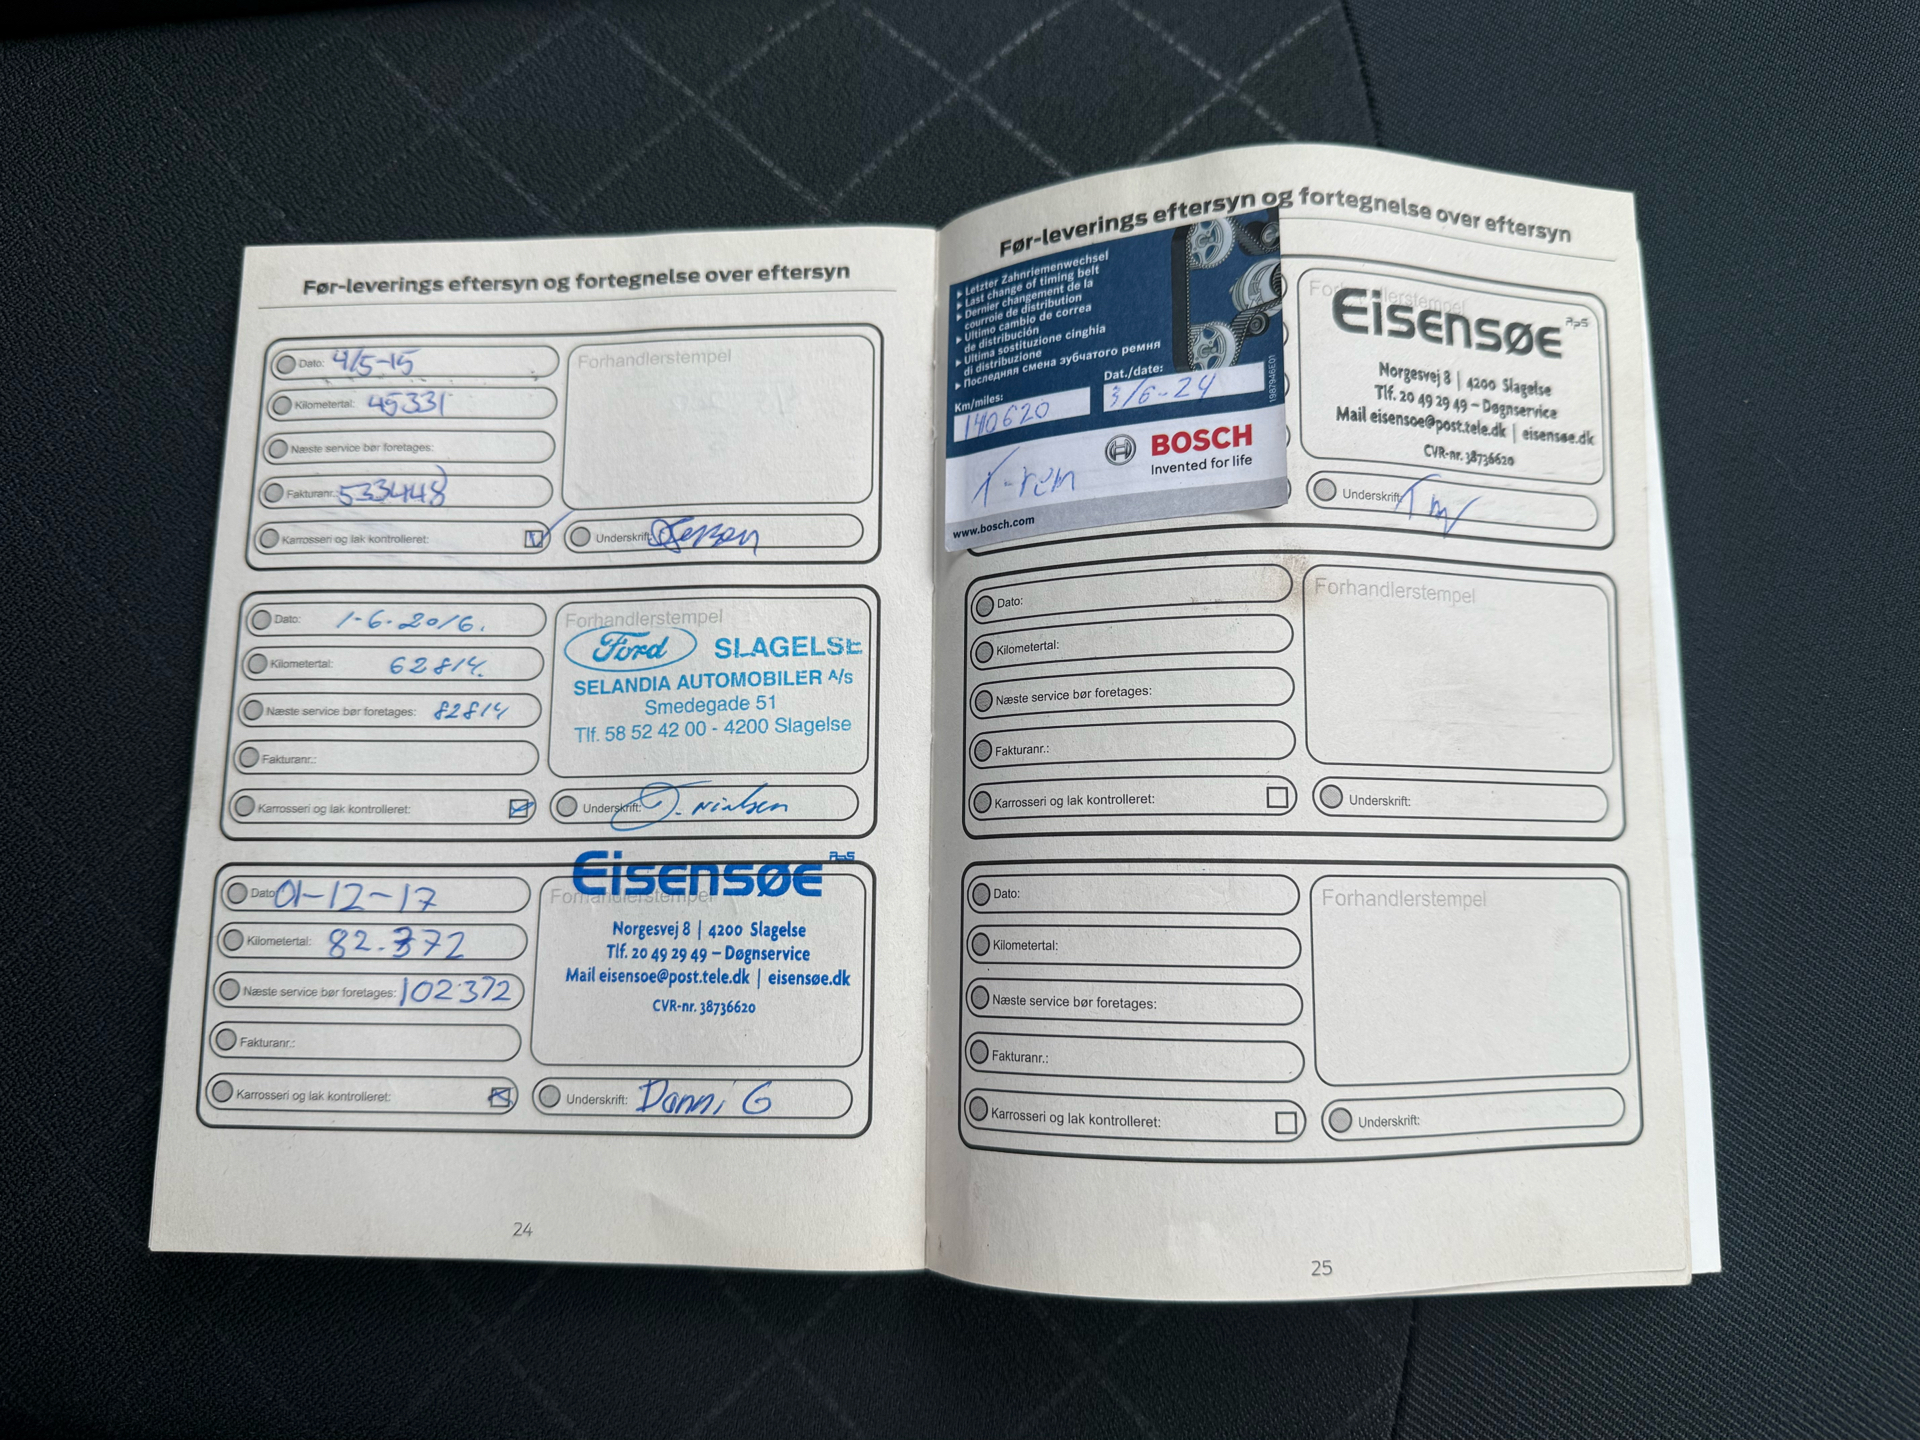 Før-leverings eftersyn og fortegnelse over eftersyn
Dato: 4/5-15
Kilometertal: 45331
Næste service bør foretages:
Fakturanr.: 533448
Karrosseri og lak kontrolleret:
Forhandlerstempel
Underskrift:
Dato: 1-6-2016.
Kilometertal: 62814.
Næste service bør foretages: 82814
Fakturanr.:
Karrosseri og lak kontrolleret:
Forhandlerstempel
Ford SLAGELSE
SELANDIA AUTOMOBILER A/s
Smedegade 51
Tlf. 58 52 42 00 - 4200 Slagelse
Underskrift: J. Nielsen
Dato: 01-12-17
Kilometertal: 82.372
Næste service bør foretages: 102372
Fakturanr.:
Karrosseri og lak kontrolleret:
Forhandlerstempel
Eisensøe ApS
Norgesvej 8 | 4200 Slagelse
Tlf. 20 49 29 49 – Døgnservice
Mail eisensoe@post.tele.dk | eisensøe.dk
CVR-nr. 38736620
Underskrift: Danni G
24
Før-leverings eftersyn og fortegnelse over eftersyn
Letzter Zahnriemenwechsel
Last change of timing belt
Dernier changement de la
courroie de distribution
Ultimo cambio de correa
de distribución
Ultima sostituzione cinghia
di distribuzione
Последняя смена зубчатого ремня
Km/miles: 140620
Dat./date: 3/6-24
1987946E01
BOSCH
Invented for life
T-rem
www.bosch.com
Forhandlerstempel
Eisensøe ApS
Norgesvej 8 | 4200 Slagelse
Tlf. 20 49 29 49 – Døgnservice
Mail eisensoe@post.tele.dk | eisensøe.dk
CVR-nr. 38736620
Underskrift:
Dato:
Kilometertal:
Næste service bør foretages:
Fakturanr.:
Karrosseri og lak kontrolleret:
Forhandlerstempel
Underskrift:
Dato:
Kilometertal:
Næste service bør foretages:
Fakturanr.:
Karrosseri og lak kontrolleret:
Forhandlerstempel
Underskrift:
25